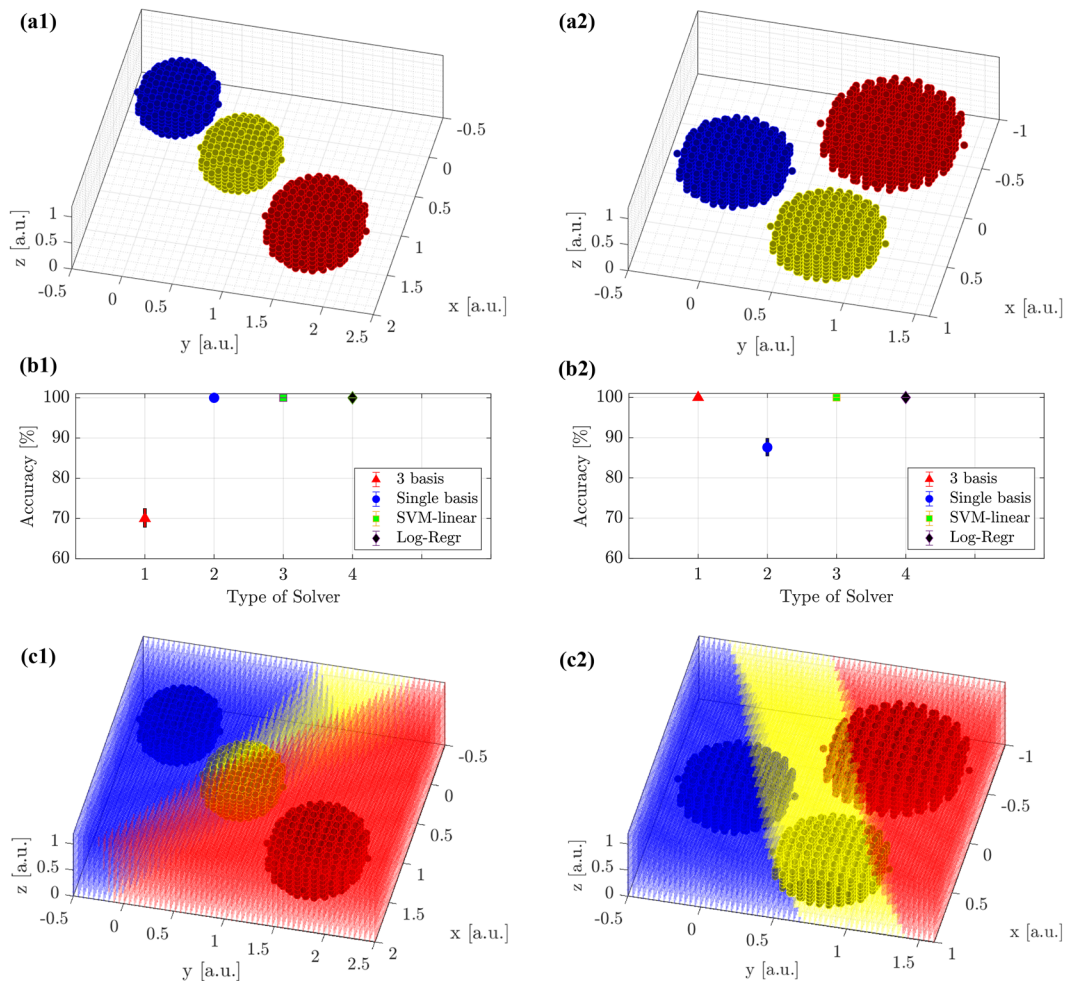 (a1)
z [a.u.]
1
0.5
0
-0.5
0
0.5
1
1.5
2
2.5
y [a.u.]
-0.5
0
0.5
1
1.5
2
x [a.u.]
(a2)
z [a.u.]
1
0.5
0
-0.5
0
0.5
1
1.5
y [a.u.]
-1
-0.5
0
0.5
1
x [a.u.]
(b1)
Accuracy [%]
100
90
80
70
60
1 2 3 4
Type of Solver
3 basis
Single basis
SVM-linear
Log-Regr
(b2)
Accuracy [%]
100
90
80
70
60
1 2 3 4
Type of Solver
3 basis
Single basis
SVM-linear
Log-Regr
(c1)
z [a.u.]
1
0.5
0
-0.5
0
0.5
1
1.5
2
2.5
y [a.u.]
-0.5
0
0.5
1
1.5
2
x [a.u.]
(c2)
z [a.u.]
1
0.5
0
-0.5
0
0.5
1
1.5
y [a.u.]
-1
-0.5
0
0.5
1
x [a.u.]